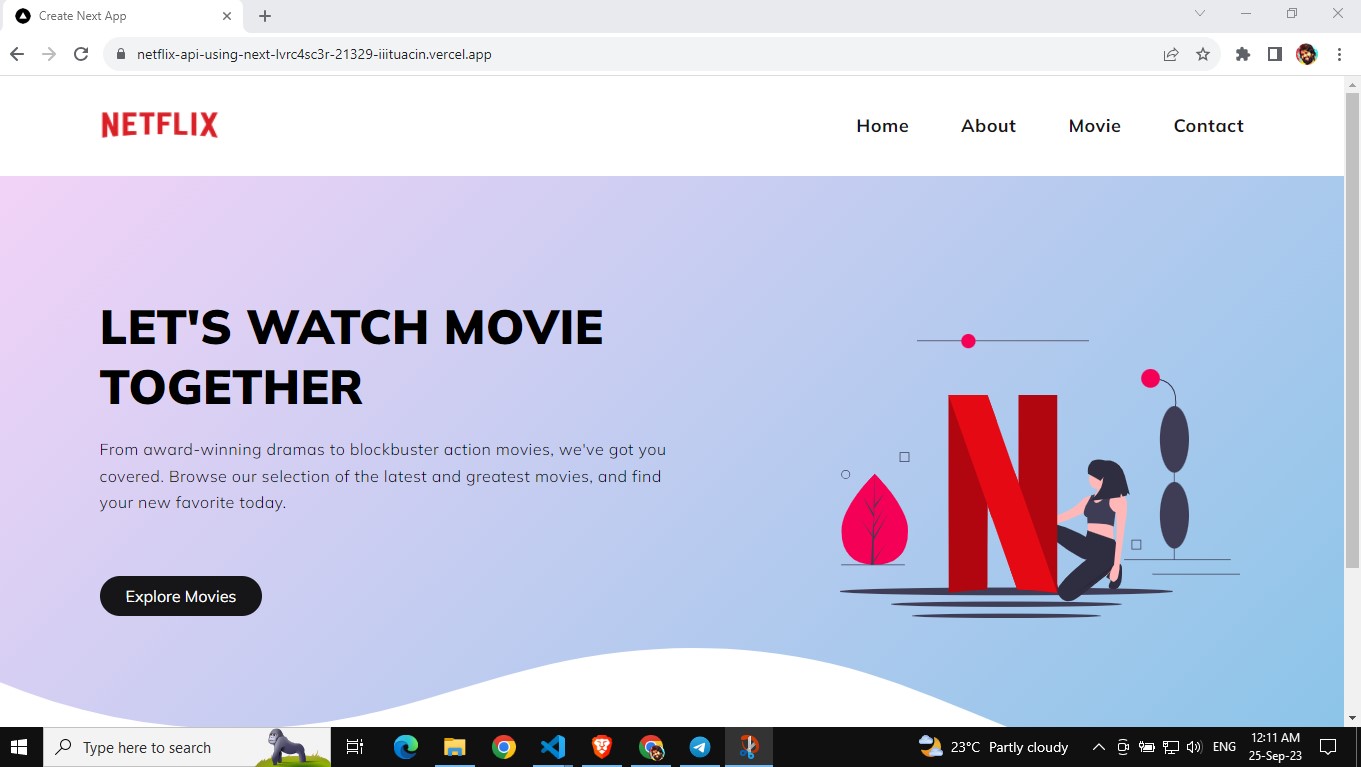 Create Next App
netflix-api-using-next-lvrc4sc3r-21329-iiituacin.vercel.app
NETFLIX
Home About Movie Contact
LET'S WATCH MOVIE
TOGETHER
From award-winning dramas to blockbuster action movies, we've got you
covered. Browse our selection of the latest and greatest movies, and find
your new favorite today.
Explore Movies
N
Type here to search
23°C Partly cloudy
ENG
12:11 AM
25-Sep-23